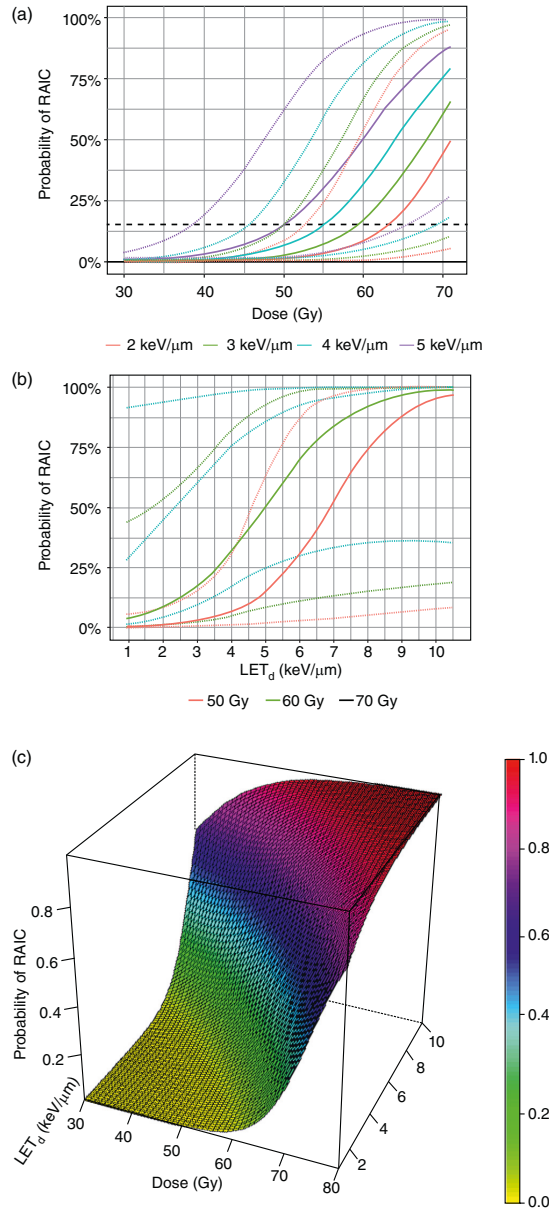 (a)
Probability of RAIC
100%
75%
50%
25%
0%
30 40 50 60 70
Dose (Gy)
2 keV/μm 3 keV/μm 4 keV/μm 5 keV/μm
(b)
Probability of RAIC
100%
75%
50%
25%
0%
1 2 3 4 5 6 7 8 9 10
LETd (keV/μm)
50 Gy 60 Gy 70 Gy
(c)
Probability of RAIC
0.8
0.6
0.4
0.2
LETd (keV/μm)
30 40 50 60 70 80
Dose (Gy)
2 4 6 8 10
1.0
0.8
0.6
0.4
0.2
0.0